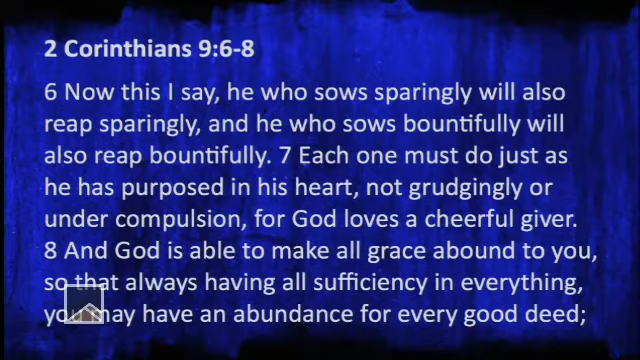 2 Corinthians 9:6-8
6 Now this I say, he who sows sparingly will also
reap sparingly, and he who sows bountifully will
also reap bountifully. 7 Each one must do just as
he has purposed in his heart, not grudgingly or
under compulsion, for God loves a cheerful giver.
8 And God is able to make all grace abound to you,
so that always having all sufficiency in everything,
you may have an abundance for every good deed;